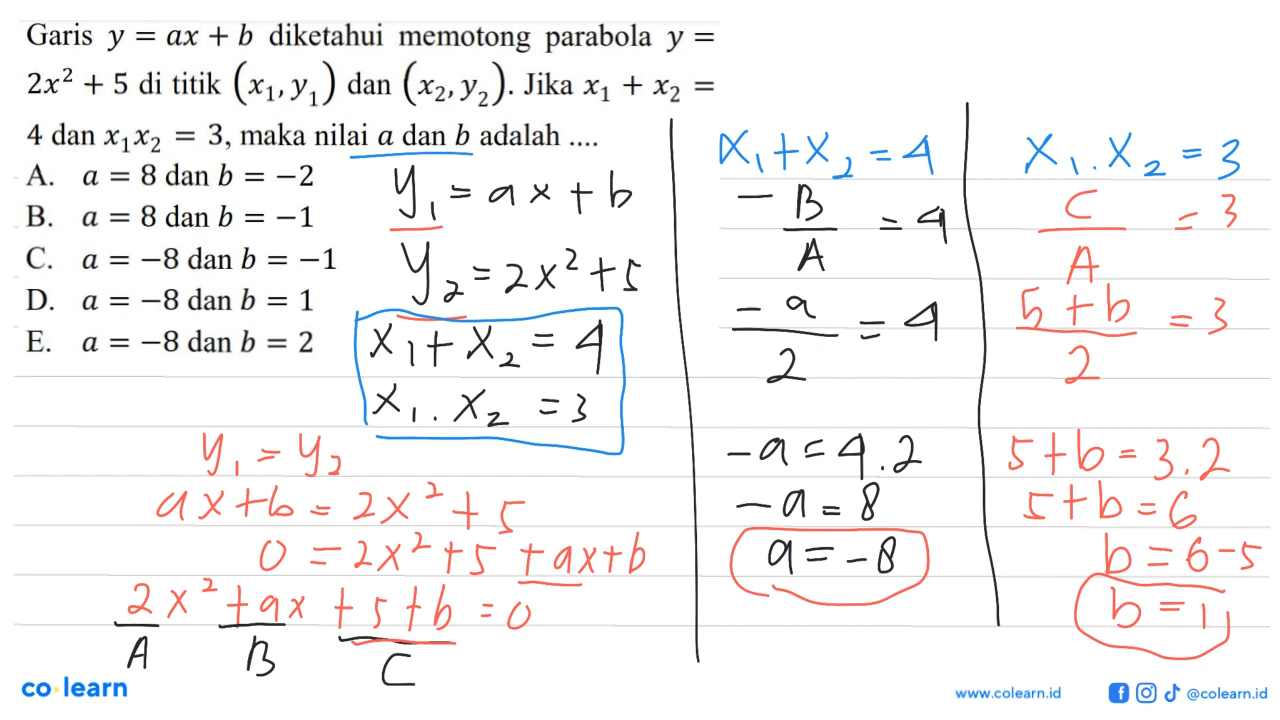 Garis y = ax + b diketahui memotong parabola y =
2x² + 5 di titik (x₁, y₁) dan (x₂, y₂). Jika x₁ + x₂ =
4 dan x₁x₂ = 3, maka nilai a dan b adalah ....
A. a = 8 dan b = −2
B. a = 8 dan b = −1
C. a = −8 dan b = −1
D. a = −8 dan b = 1
E. a = −8 dan b = 2
y₁ = ax + b
y₂ = 2x² + 5
x₁ + x₂ = 4
x₁ . x₂ = 3
y₁ = y₂
ax + b = 2x² + 5
0 = 2x² + 5 + ax + b
2x² + ax + 5 + b = 0
A B C
x₁ + x₂ = 4
−B/A = 4
−a/2 = 4
−a = 4.2
−a = 8
a = −8
x₁ . x₂ = 3
C/A = 3
5 + b/2 = 3
5 + b = 3.2
5 + b = 6
b = 6 − 5
b = 1
co learn
www.colearn.id
@colearn.id